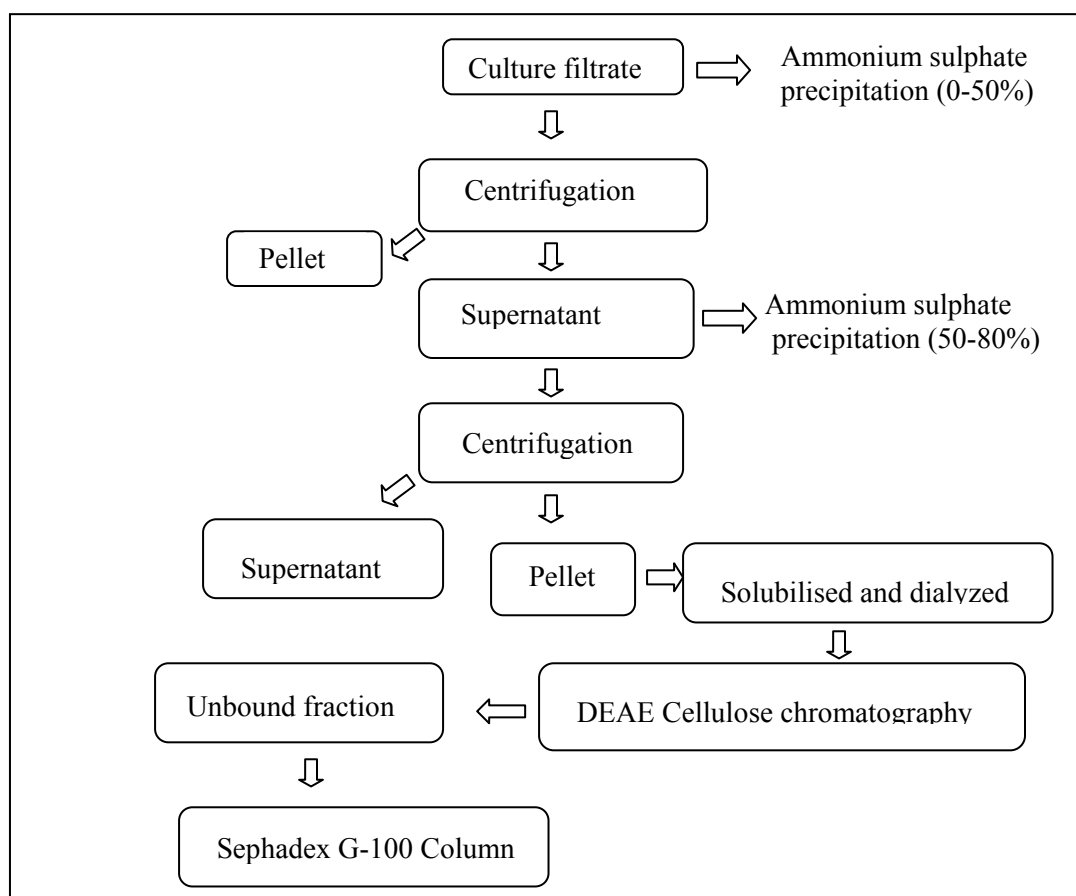 Culture filtrate
Ammonium sulphate
precipitation (0-50%)
Centrifugation
Pellet
Supernatant
Ammonium sulphate
precipitation (50-80%)
Centrifugation
Supernatant
Pellet
Solubilised and dialyzed
Unbound fraction
DEAE Cellulose chromatography
Sephadex G-100 Column